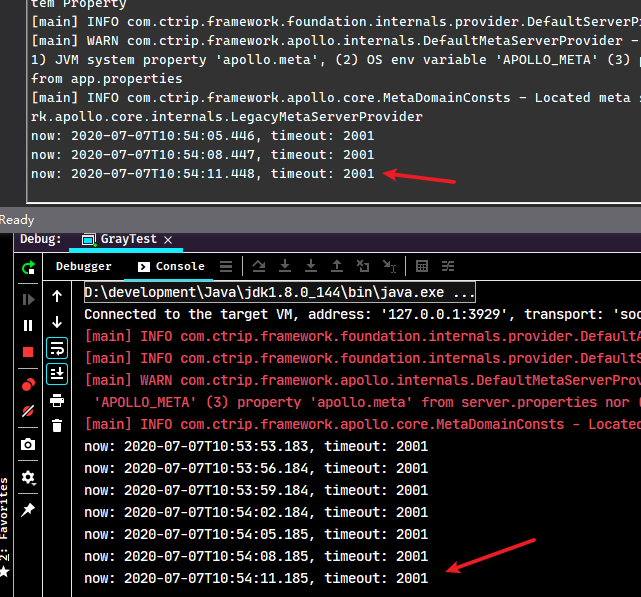 tem Property
[main] INFO com.ctrip.framework.foundation.internals.provider.DefaultServerP
[main] WARN com.ctrip.framework.apollo.internals.DefaultMetaServerProvider –
1) JVM system property 'apollo.meta', (2) OS env variable 'APOLLO_META' (3) p
from app.properties
[main] INFO com.ctrip.framework.apollo.core.MetaDomainConsts – Located meta s
rk.apollo.core.internals.LegacyMetaServerProvider
now: 2020-07-07T10:54:05.446, timeout: 2001
now: 2020-07-07T10:54:08.447, timeout: 2001
now: 2020-07-07T10:54:11.448, timeout: 2001
Ready
Debug: GrayTest ×
Debugger Console
D:\development\Java\jdk1.8.0_144\bin\java.exe ...
Connected to the target VM, address: '127.0.0.1:3929', transport: 'soc
[main] INFO com.ctrip.framework.foundation.internals.provider.DefaultA
[main] INFO com.ctrip.framework.foundation.internals.provider.DefaultS
[main] WARN com.ctrip.framework.apollo.internals.DefaultMetaServerProv
'APOLLO_META' (3) property 'apollo.meta' from server.properties nor (
[main] INFO com.ctrip.framework.apollo.core.MetaDomainConsts – Located
now: 2020-07-07T10:53:53.183, timeout: 2001
now: 2020-07-07T10:53:56.184, timeout: 2001
now: 2020-07-07T10:53:59.184, timeout: 2001
now: 2020-07-07T10:54:02.184, timeout: 2001
now: 2020-07-07T10:54:05.185, timeout: 2001
now: 2020-07-07T10:54:08.185, timeout: 2001
now: 2020-07-07T10:54:11.185, timeout: 2001
2: Favorites